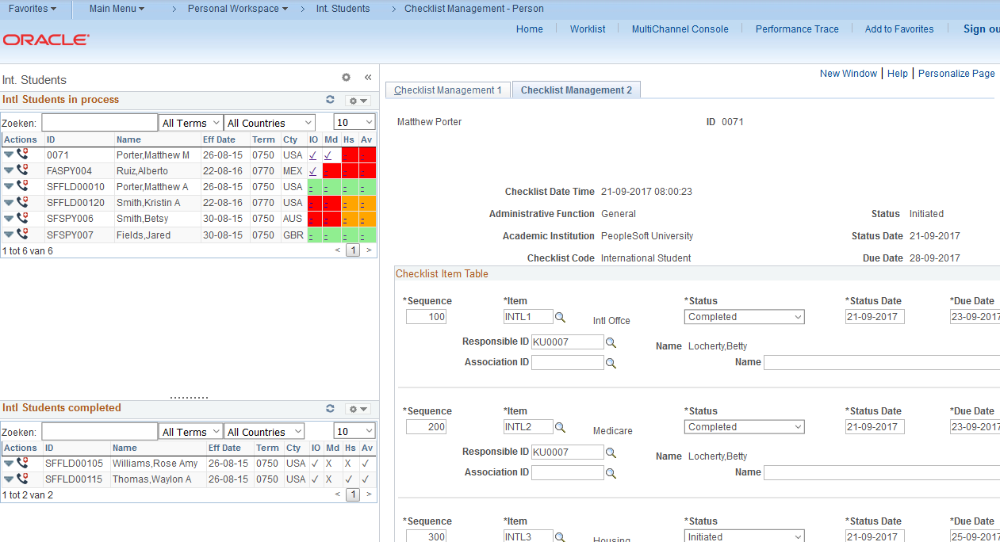 Favorites Main Menu > Personal Workspace > Int. Students > Checklist Management - Person
ORACLE Home Worklist MultiChannel Console Performance Trace Add to Favorites Sign ou
New Window Help Personalize Page
Int. Students «
Intl Students in process
Zoeken: All Terms All Countries 10
Actions ID Name Eff Date Term Cty IO Md Hs Av
0071 Porter,Matthew M 26-08-15 0750 USA ✓ ✓ - -
FASPY004 Ruiz,Alberto 22-08-16 0770 MEX ✓ - - -
SFFLD00010 Porter,Matthew A 26-08-15 0750 USA - - - -
SFFLD00120 Smith,Kristin A 22-08-16 0770 USA - - - -
SFSPY006 Smith,Betsy 30-08-15 0750 AUS - - - -
SFSPY007 Fields,Jared 30-08-15 0750 GBR - - - -
1 tot 6 van 6 < 1 >
Intl Students completed
Zoeken: All Terms All Countries 10
Actions ID Name Eff Date Term Cty IO Md Hs Av
SFFLD00105 Williams,Rose Amy 26-08-15 0750 USA ✓ X X ✓
SFFLD00115 Thomas,Waylon A 26-08-15 0750 USA ✓ X ✓ ✓
1 tot 2 van 2 < 1 >
Checklist Management 1 Checklist Management 2
Matthew Porter ID 0071
Checklist Date Time 21-09-2017 08:00:23
Administrative Function General Status Initiated
Academic Institution PeopleSoft University Status Date 21-09-2017
Checklist Code International Student Due Date 28-09-2017
Checklist Item Table
*Sequence *Item *Status *Status Date *Due Date
100 INTL1 Intl Offce Completed 21-09-2017 23-09-2017
Responsible ID KU0007 Name Locherty,Betty
Association ID Name
*Sequence *Item *Status *Status Date *Due Date
200 INTL2 Medicare Completed 21-09-2017 23-09-2017
Responsible ID KU0007 Name Locherty,Betty
Association ID Name
*Sequence *Item *Status *Status Date *Due Date
300 INTL3 Housing Initiated 21-09-2017 25-09-2017